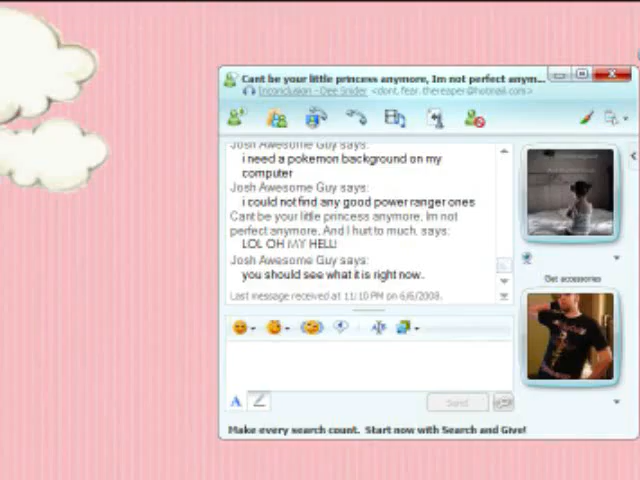 Cant be your little princess anymore, Im not perfect anym...
Inconclusion - Dee Snider <dont.fear.thereaper@hotmail.com>
Josh Awesome Guy says:
i need a pokemon background on my
computer
Josh Awesome Guy says:
i could not find any good power ranger ones
Cant be your little princess anymore, Im not
perfect anymore. And I hurt to much. says:
LOL OH MY HELL!
Josh Awesome Guy says:
you should see what it is right now.
Last message received at 11:10 PM on 6/6/2008.
Get accessories
A
Send
Make every search count. Start now with Search and Give!